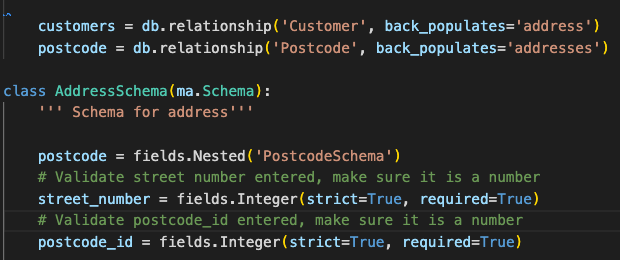 customers = db.relationship('Customer', back_populates='address')
postcode = db.relationship('Postcode', back_populates='addresses')
class AddressSchema(ma.Schema):
''' Schema for address'''
postcode = fields.Nested('PostcodeSchema')
# Validate street number entered, make sure it is a number
street_number = fields.Integer(strict=True, required=True)
# Validate postcode_id entered, make sure it is a number
postcode_id = fields.Integer(strict=True, required=True)